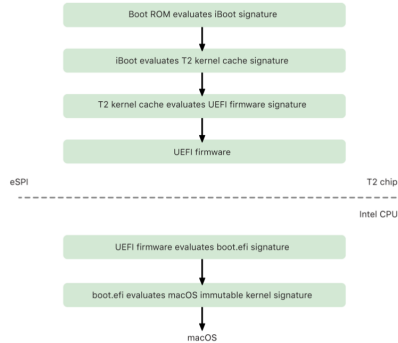 Boot ROM evaluates iBoot signature
iBoot evaluates T2 kernel cache signature
T2 kernel cache evaluates UEFI firmware signature
UEFI firmware
eSPI
T2 chip
Intel CPU
UEFI firmware evaluates boot.efi signature
boot.efi evaluates macOS immutable kernel signature
macOS